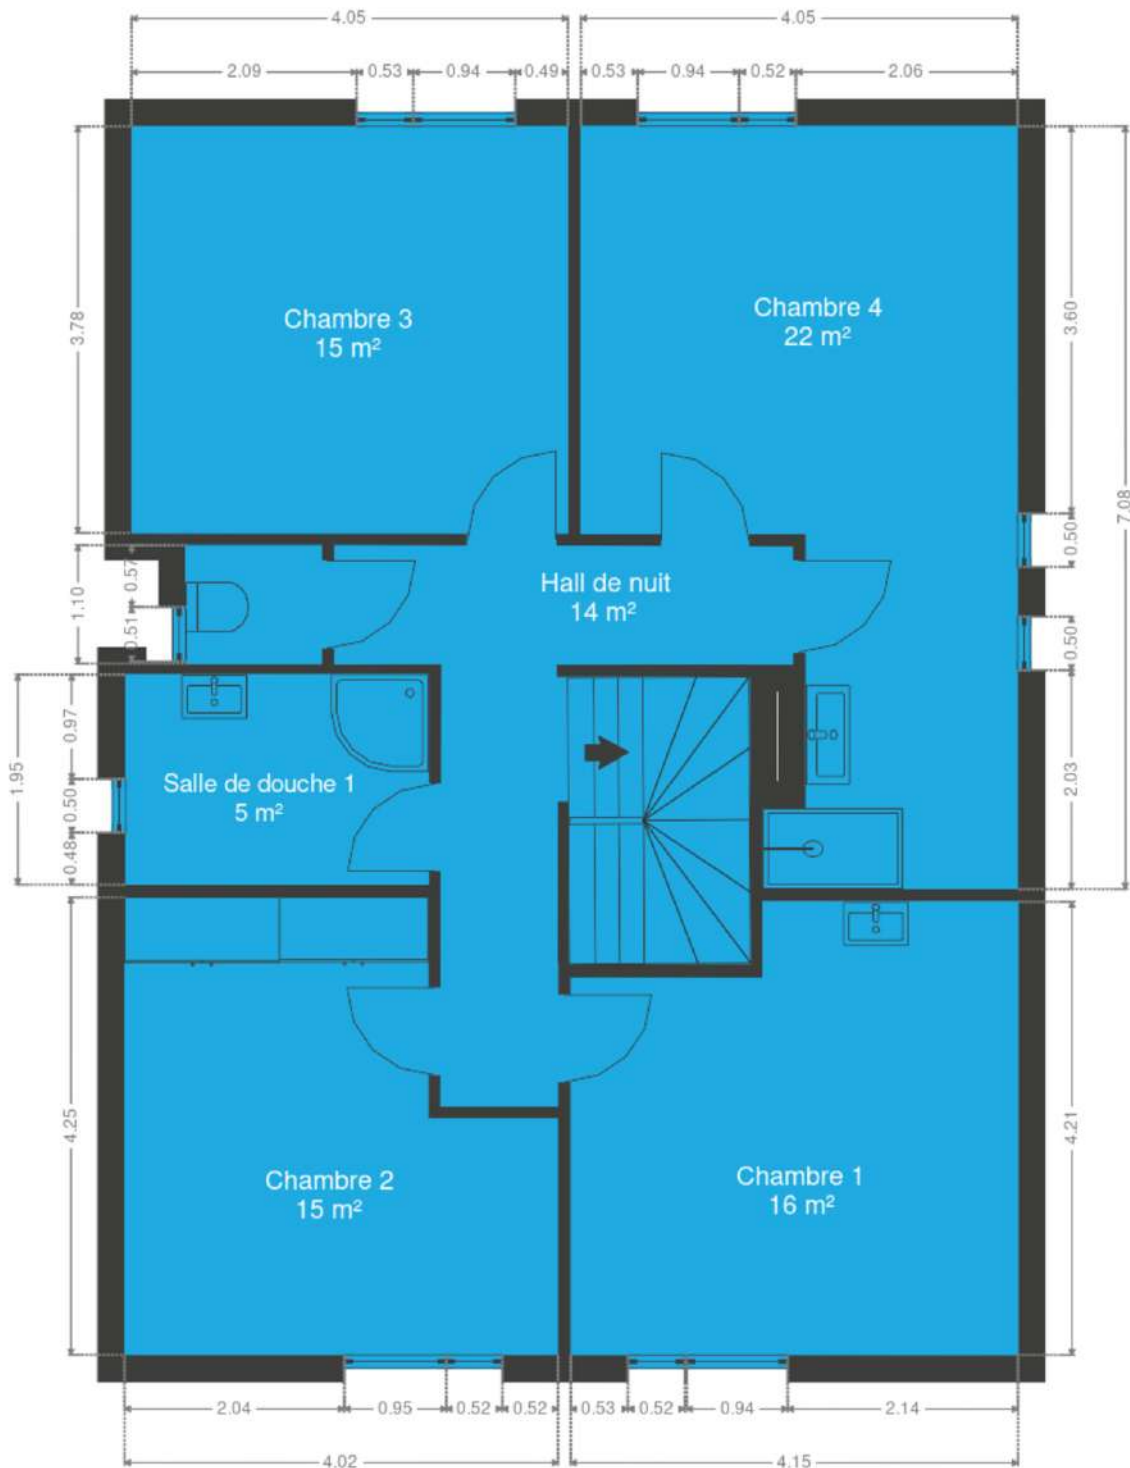 4.05
4.05
2.09
0.53
0.94
0.49
0.53
0.94
0.52
2.06
3.78
Chambre 3
15 m²
Chambre 4
22 m²
3.60
7.08
0.50
1.10
0.57
0.51
Hall de nuit
14 m²
0.50
1.95
0.97
0.50
0.48
Salle de douche 1
5 m²
2.03
4.25
Chambre 2
15 m²
Chambre 1
16 m²
4.21
2.04
0.95
0.52
0.52
0.53
0.52
0.94
2.14
4.02
4.15